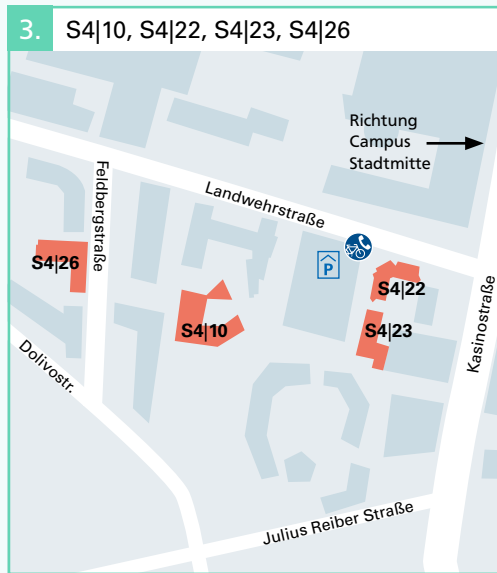 3. S4|10, S4|22, S4|23, S4|26
Richtung
Campus
Stadtmitte
Feldbergstraße
Landwehrstraße
S4|26
P
S4|22
S4|10
S4|23
Kasinostraße
Dolivostr.
Julius Reiber Straße